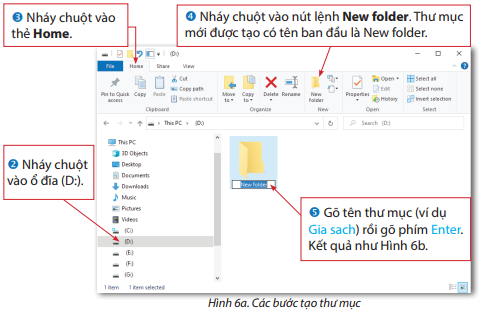 ❸ Nháy chuột vào
thẻ Home.
❹ Nháy chuột vào nút lệnh New folder. Thư mục
mới được tạo có tên ban đầu là New folder.
(D:)
File Home Share View
Pin to Quick access
Copy
Paste
Cut
Copy path
Paste shortcut
Clipboard
Move to
Copy to
Delete
Rename
Organize
New folder
New
Properties
Open
Edit
History
Open
Select all
Select none
Invert selection
Select
This PC > (D:)
Search (D:)
This PC
3D Objects
Desktop
Documents
Downloads
Music
Pictures
Videos
(C:)
(D:)
(E:)
(F:)
(G:)
New folder
1 item 1 item selected
❷ Nháy chuột
vào ổ đĩa (D:).
❺ Gõ tên thư mục (ví dụ
Gia sach) rồi gõ phím Enter.
Kết quả như Hình 6b.
Hình 6a. Các bước tạo thư mục